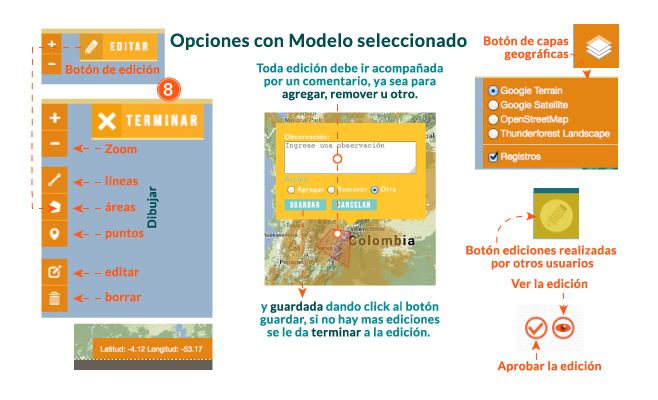 Opciones con Modelo seleccionado
EDITAR
Botón de edición
8
TERMINAR
Zoom
líneas
áreas
puntos
Dibujar
editar
borrar
Latitud: -4.12 Longitud: -53.17
Toda edición debe ir acompañada
por un comentario, ya sea para
agregar, remover u otro.
Observación:
Ingrese una observación
Agregar
Remover
Otra
GUARDAR
CANCELAR
Colombia
y guardada dando click al botón
guardar, si no hay mas ediciones
se le da terminar a la edición.
Botón de capas
geográficas
Google Terrain
Google Satellite
OpenStreetMap
Thunderforest Landscape
Registros
Botón ediciones realizadas
por otros usuarios
Ver la edición
Aprobar la edición